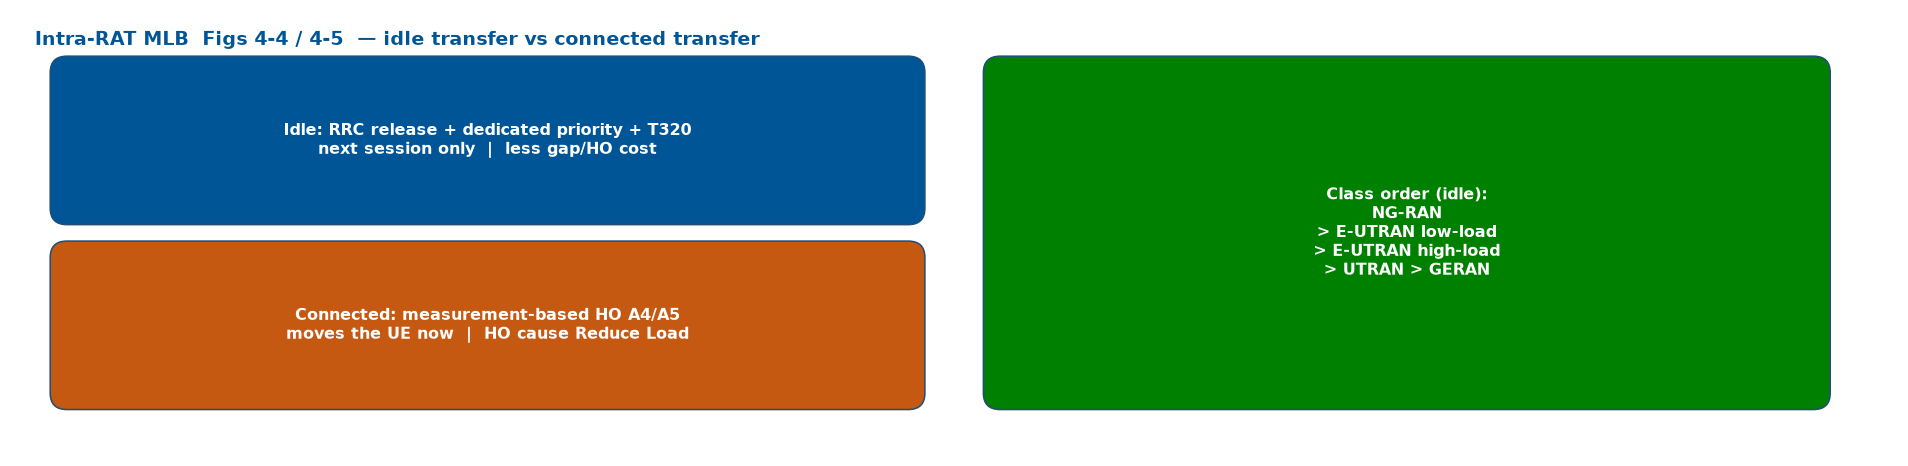 Intra-RAT MLB  Figs 4-4 / 4-5  — idle transfer vs connected transfer
Idle: RRC release + dedicated priority + T320
next session only  |  less gap/HO cost
Connected: measurement-based HO A4/A5
moves the UE now  |  HO cause Reduce Load
Class order (idle):
NG-RAN
> E-UTRAN low-load
> E-UTRAN high-load
> UTRAN > GERAN